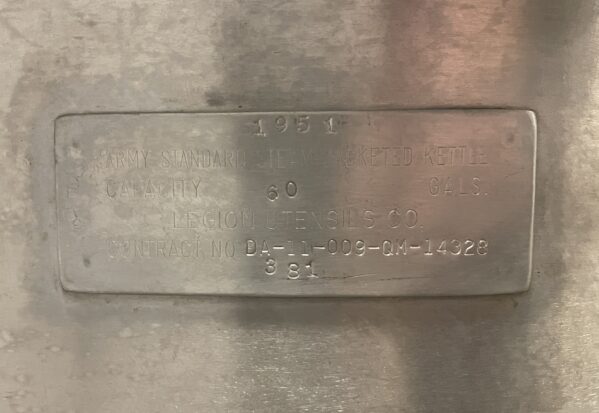 1951
ARMY STANDARD STEAM JACKETED KETTLE
CAPACITY 60 GALS.
LEGION UTENSILS CO.
CONTRACT NO DA-11-009-QM-14328
381